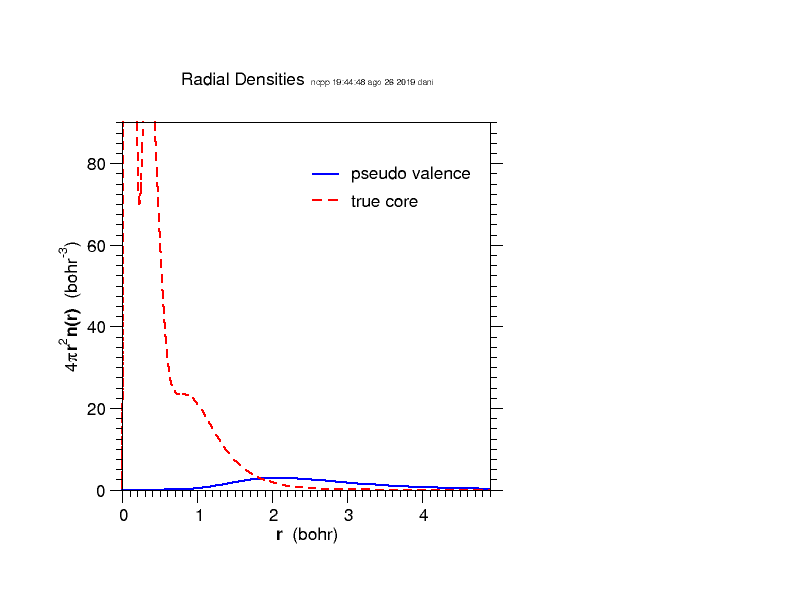 Radial Densities ncpp 19:44:48 ago 26 2019 dani
pseudo valence
true core
80
60
40
20
0
4πr²n(r) (bohr⁻³)
0 1 2 3 4
r (bohr)